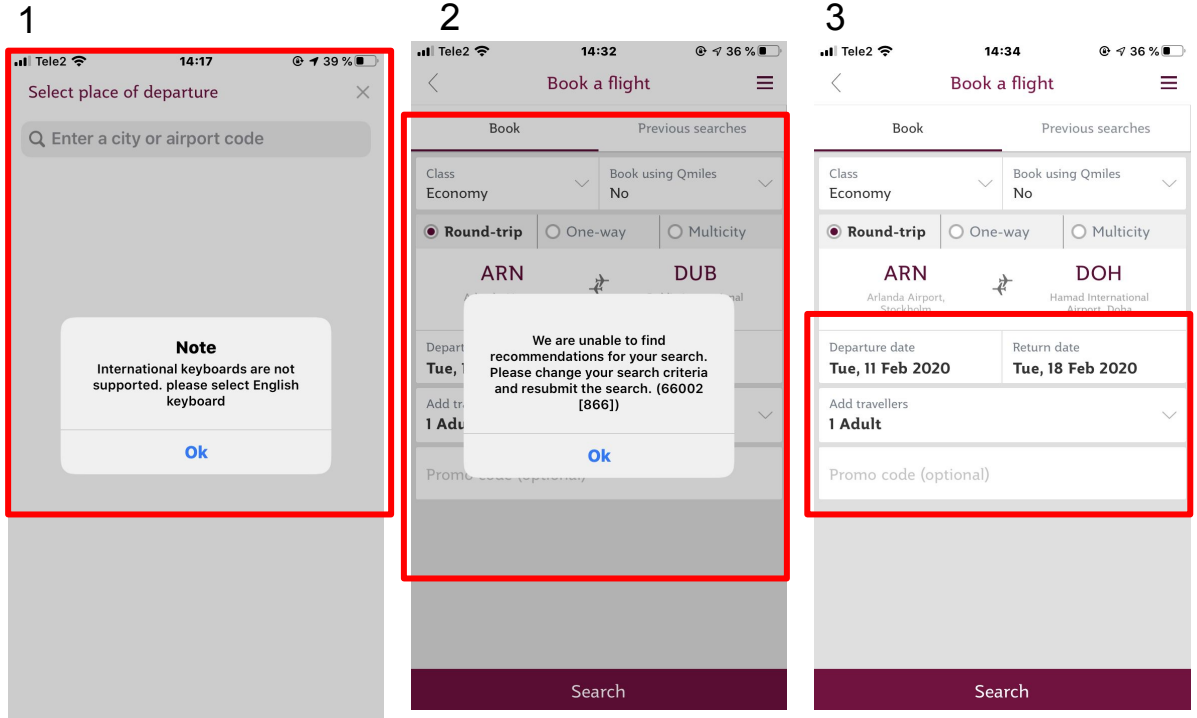 1
Tele2
14:17
39 %
Select place of departure
Enter a city or airport code
Note
International keyboards are not
supported. please select English
keyboard
Ok
2
Tele2
14:32
36 %
Book a flight
Book
Previous searches
Class
Economy
Book using Qmiles
No
Round-trip
One-way
Multicity
ARN
DUB
We are unable to find
recommendations for your search.
Please change your search criteria
and resubmit the search. (66002
[866])
Ok
Tue,
Promo code (optional)
Search
3
Tele2
14:34
36 %
Book a flight
Book
Previous searches
Class
Economy
Book using Qmiles
No
Round-trip
One-way
Multicity
ARN
DOH
Arlanda Airport,
Stockholm
Hamad International
Airport, Doha
Departure date
Tue, 11 Feb 2020
Return date
Tue, 18 Feb 2020
Add travellers
1 Adult
Promo code (optional)
Search